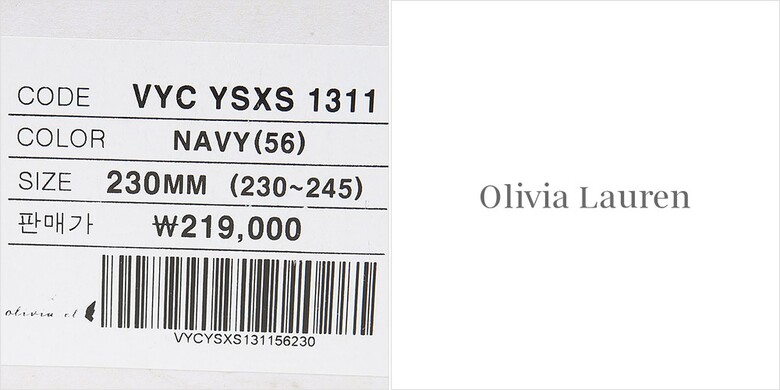 CODE VYC YSXS 1311
COLOR NAVY(56)
SIZE 230MM (230~245)
판매가 ₩219,000
olivia
VYCYSXS131156230
Olivia Lauren